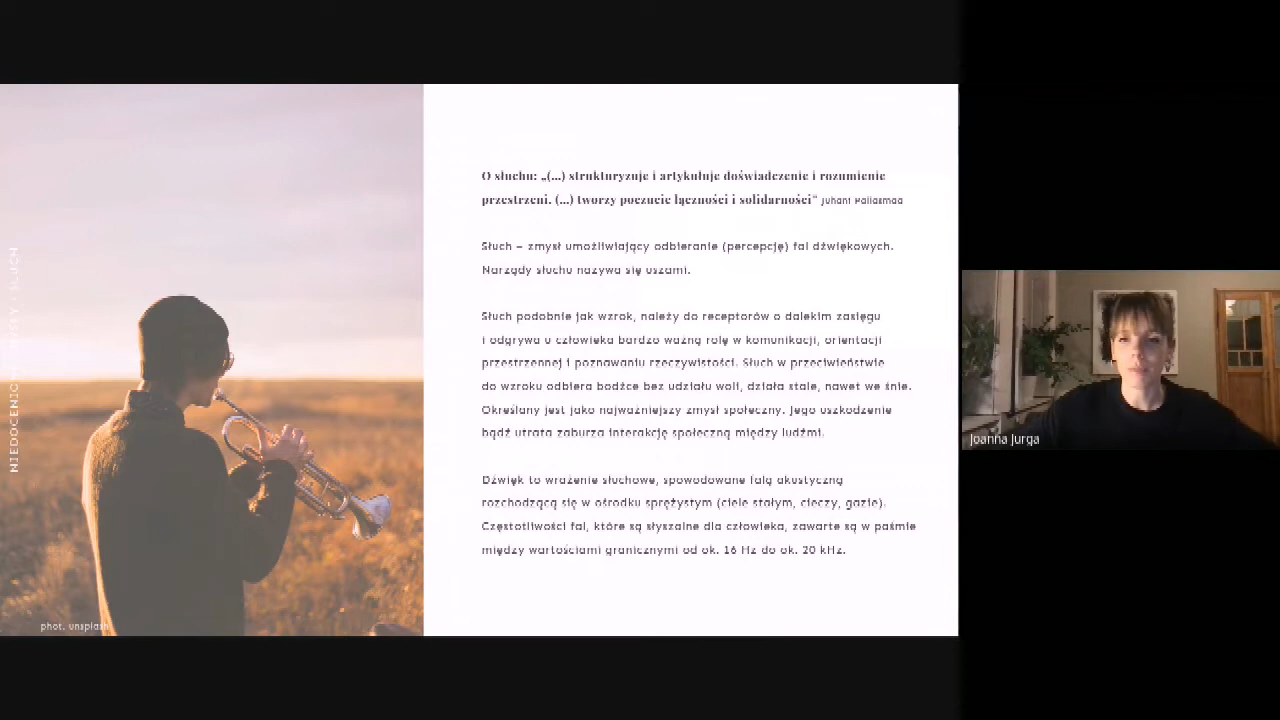 O słuchu: „(...) strukturyzuje i artykułuje doświadczenie i rozumienie
przestrzeni. (...) tworzy poczucie łączności i solidarności” Juhani Pallasmaa
Słuch – zmysł umożliwiający odbieranie (percepcję) fal dźwiękowych.
Narządy słuchu nazywa się uszami.
Słuch podobnie jak wzrok, należy do receptorów o dalekim zasięgu
i odgrywa u człowieka bardzo ważną rolę w komunikacji, orientacji
przestrzennej i poznawaniu rzeczywistości. Słuch w przeciwieństwie
do wzroku odbiera bodźce bez udziału woli, działa stale, nawet we śnie.
Określany jest jako najważniejszy zmysł społeczny. Jego uszkodzenie
bądź utrata zaburza interakcję społeczną między ludźmi.
Dźwięk to wrażenie słuchowe, spowodowane falą akustyczną
rozchodzącą się w ośrodku sprężystym (ciele stałym, cieczy, gazie).
Częstotliwości fal, które są słyszalne dla człowieka, zawarte są w paśmie
między wartościami granicznymi od ok. 16 Hz do ok. 20 kHz.
phot. unsplash
Joanna Jurga